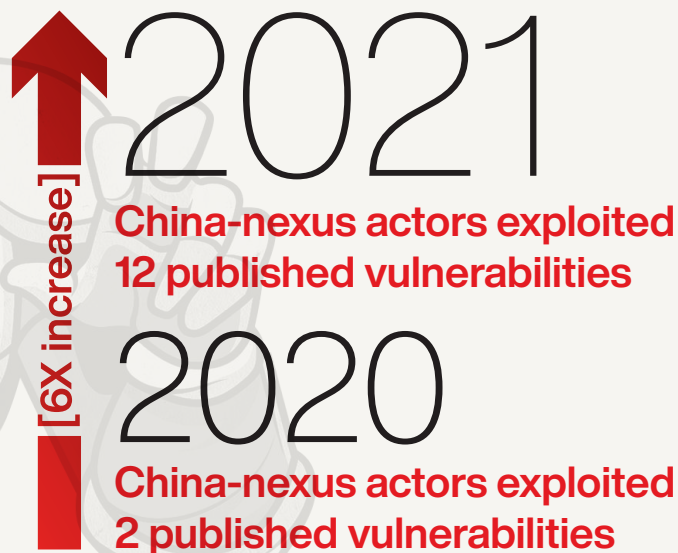 [6X increase]
2021
China-nexus actors exploited
12 published vulnerabilities
2020
China-nexus actors exploited
2 published vulnerabilities